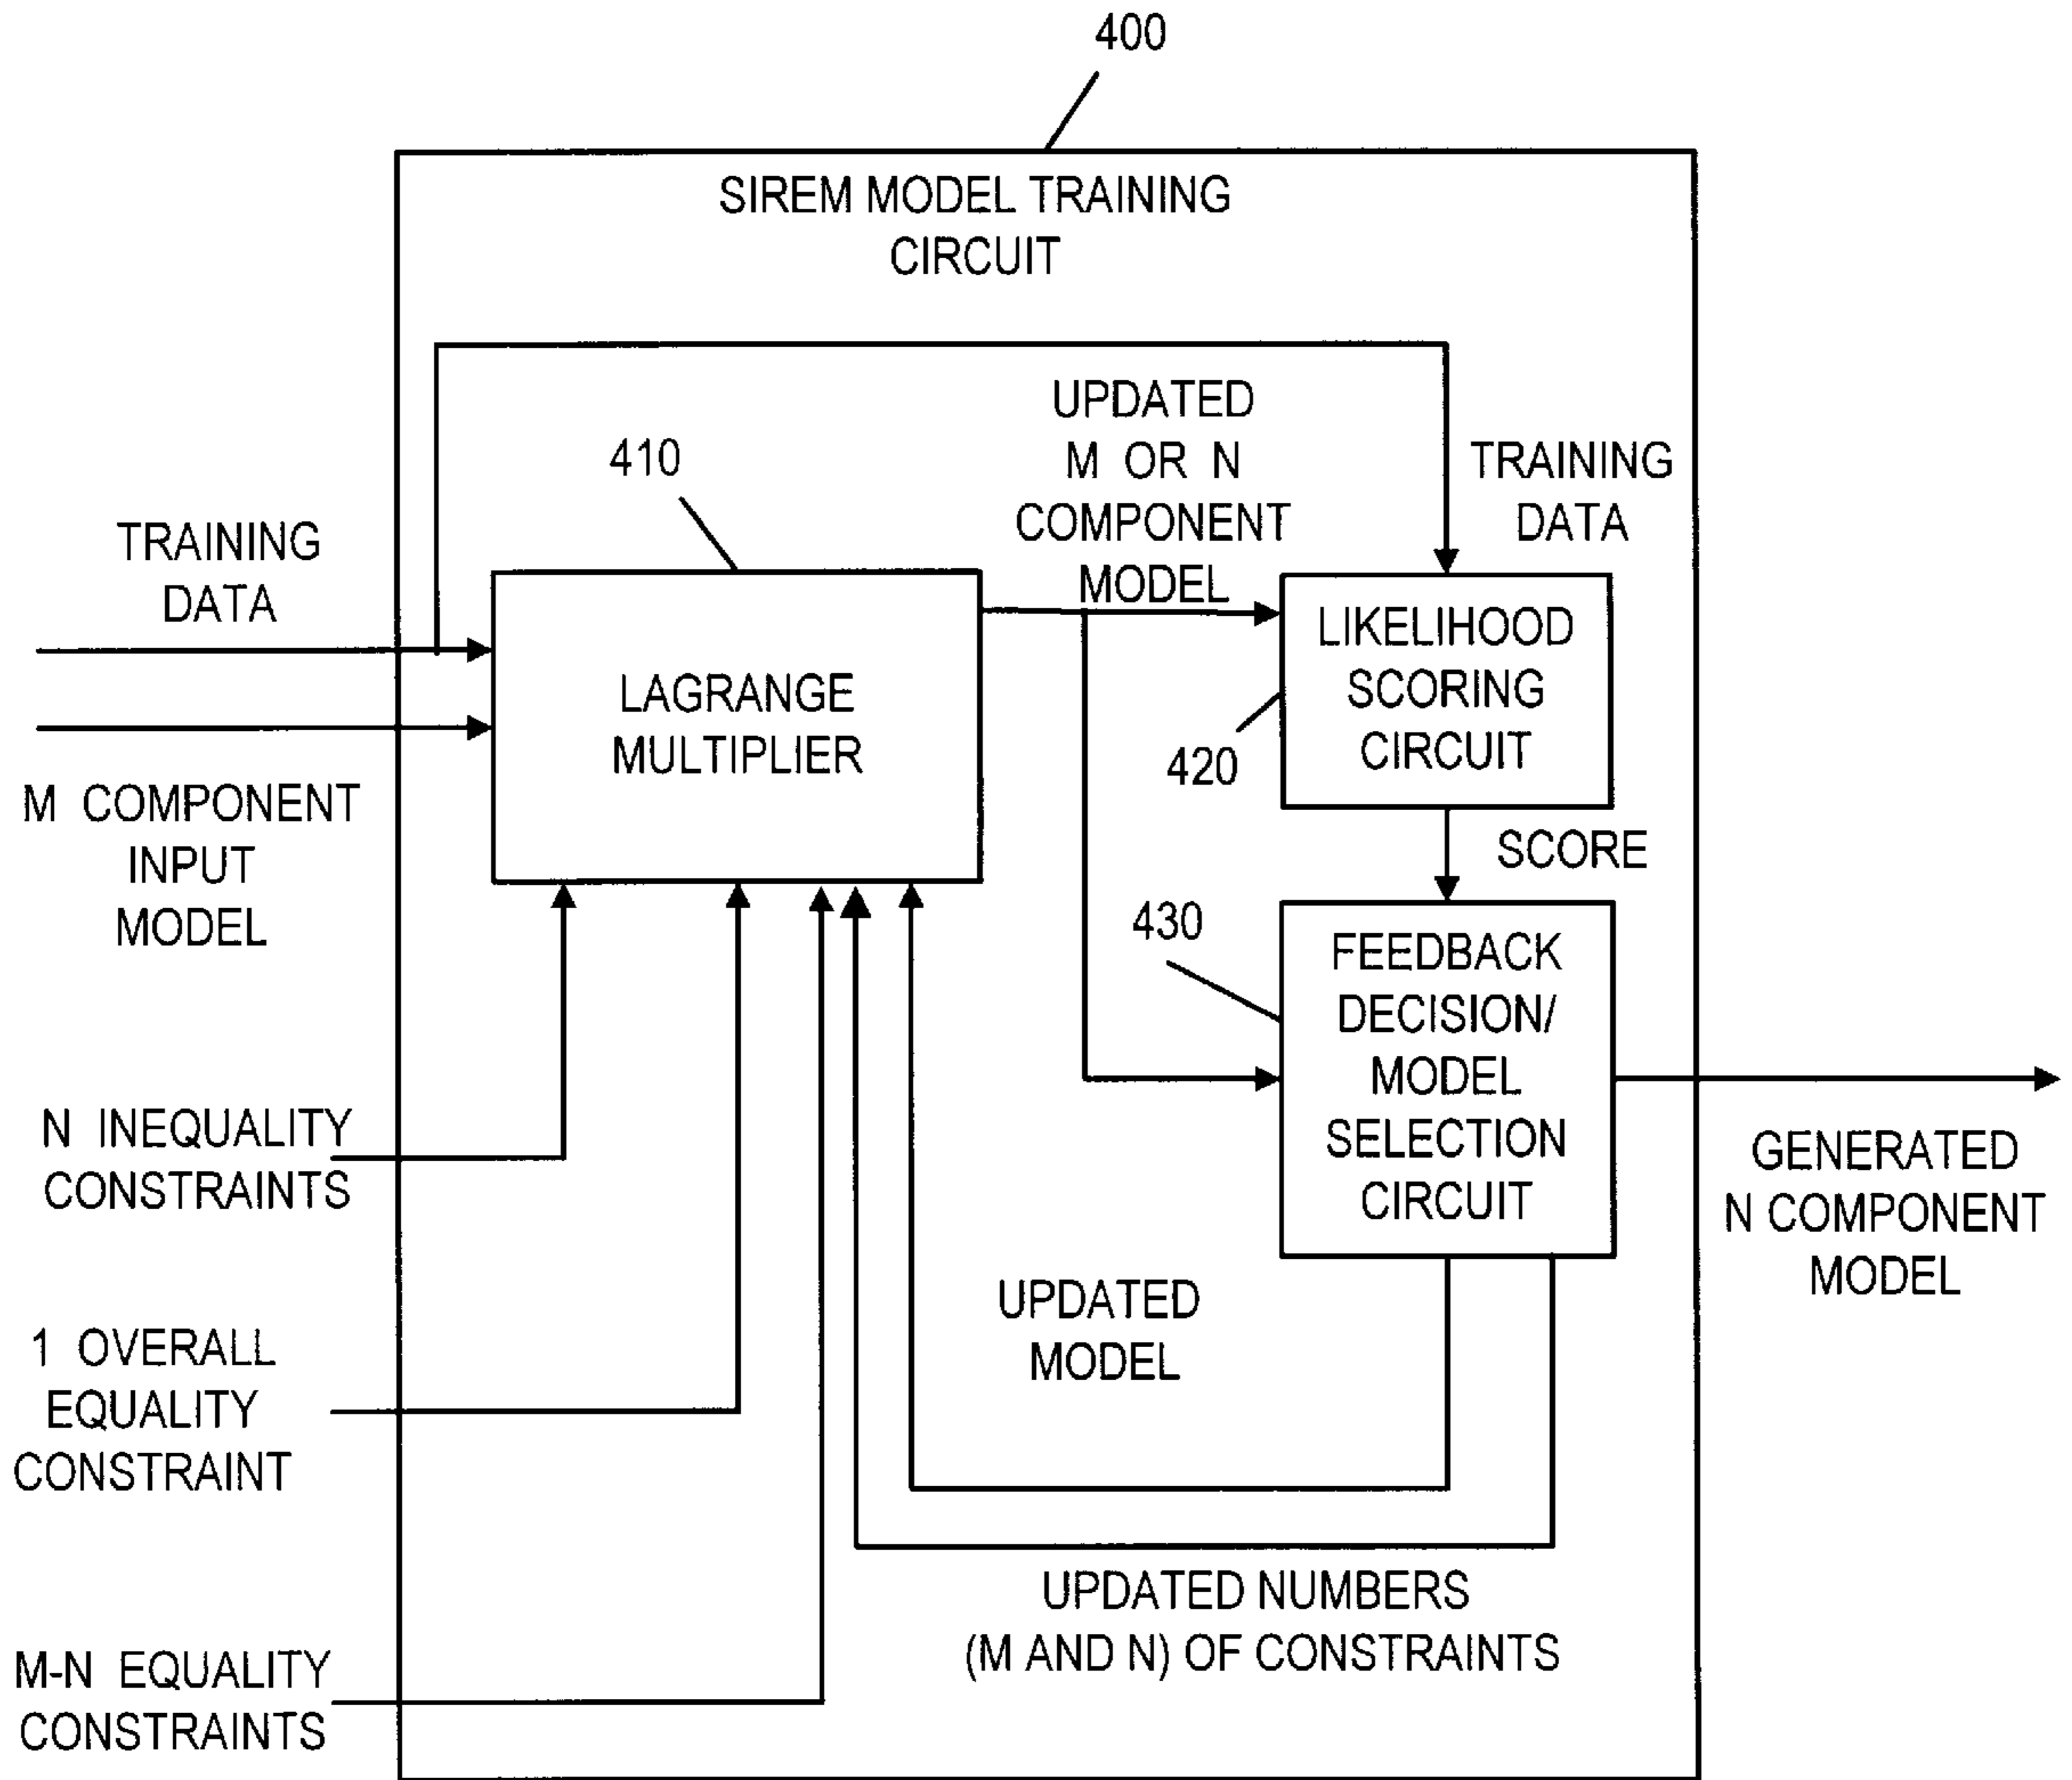 400
SIREM MODEL TRAINING
CIRCUIT
UPDATED
M OR N
COMPONENT
MODEL
TRAINING
DATA
410
TRAINING
DATA
LAGRANGE
MULTIPLIER
LIKELIHOOD
SCORING
CIRCUIT
420
M COMPONENT
INPUT
MODEL
SCORE
430
FEEDBACK
DECISION/
MODEL
SELECTION
CIRCUIT
N INEQUALITY
CONSTRAINTS
GENERATED
N COMPONENT
MODEL
UPDATED
MODEL
1 OVERALL
EQUALITY
CONSTRAINT
UPDATED NUMBERS
(M AND N) OF CONSTRAINTS
M-N EQUALITY
CONSTRAINTS